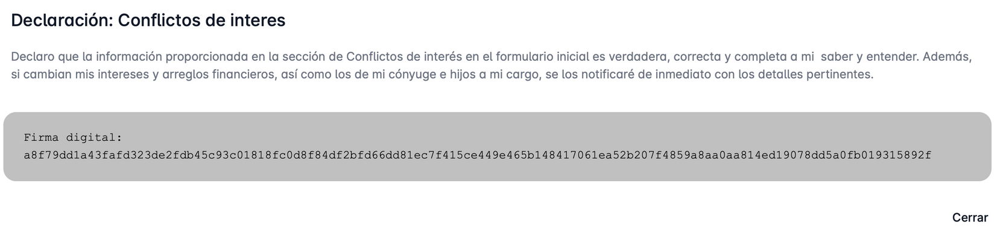 Declaración: Conflictos de interes
Declaro que la información proporcionada en la sección de Conflictos de interés en el formulario inicial es verdadera, correcta y completa a mi  saber y entender. Además,
si cambian mis intereses y arreglos financieros, así como los de mi cónyuge e hijos a mi cargo, se los notificaré de inmediato con los detalles pertinentes.
Firma digital:
a8f79dd1a43fafd323de2fdb45c93c01818fc0d8f84df2bfd66dd81ec7f415ce449e465b148417061ea52b207f4859a8aa0aa814ed19078dd5a0fb019315892f
Cerrar